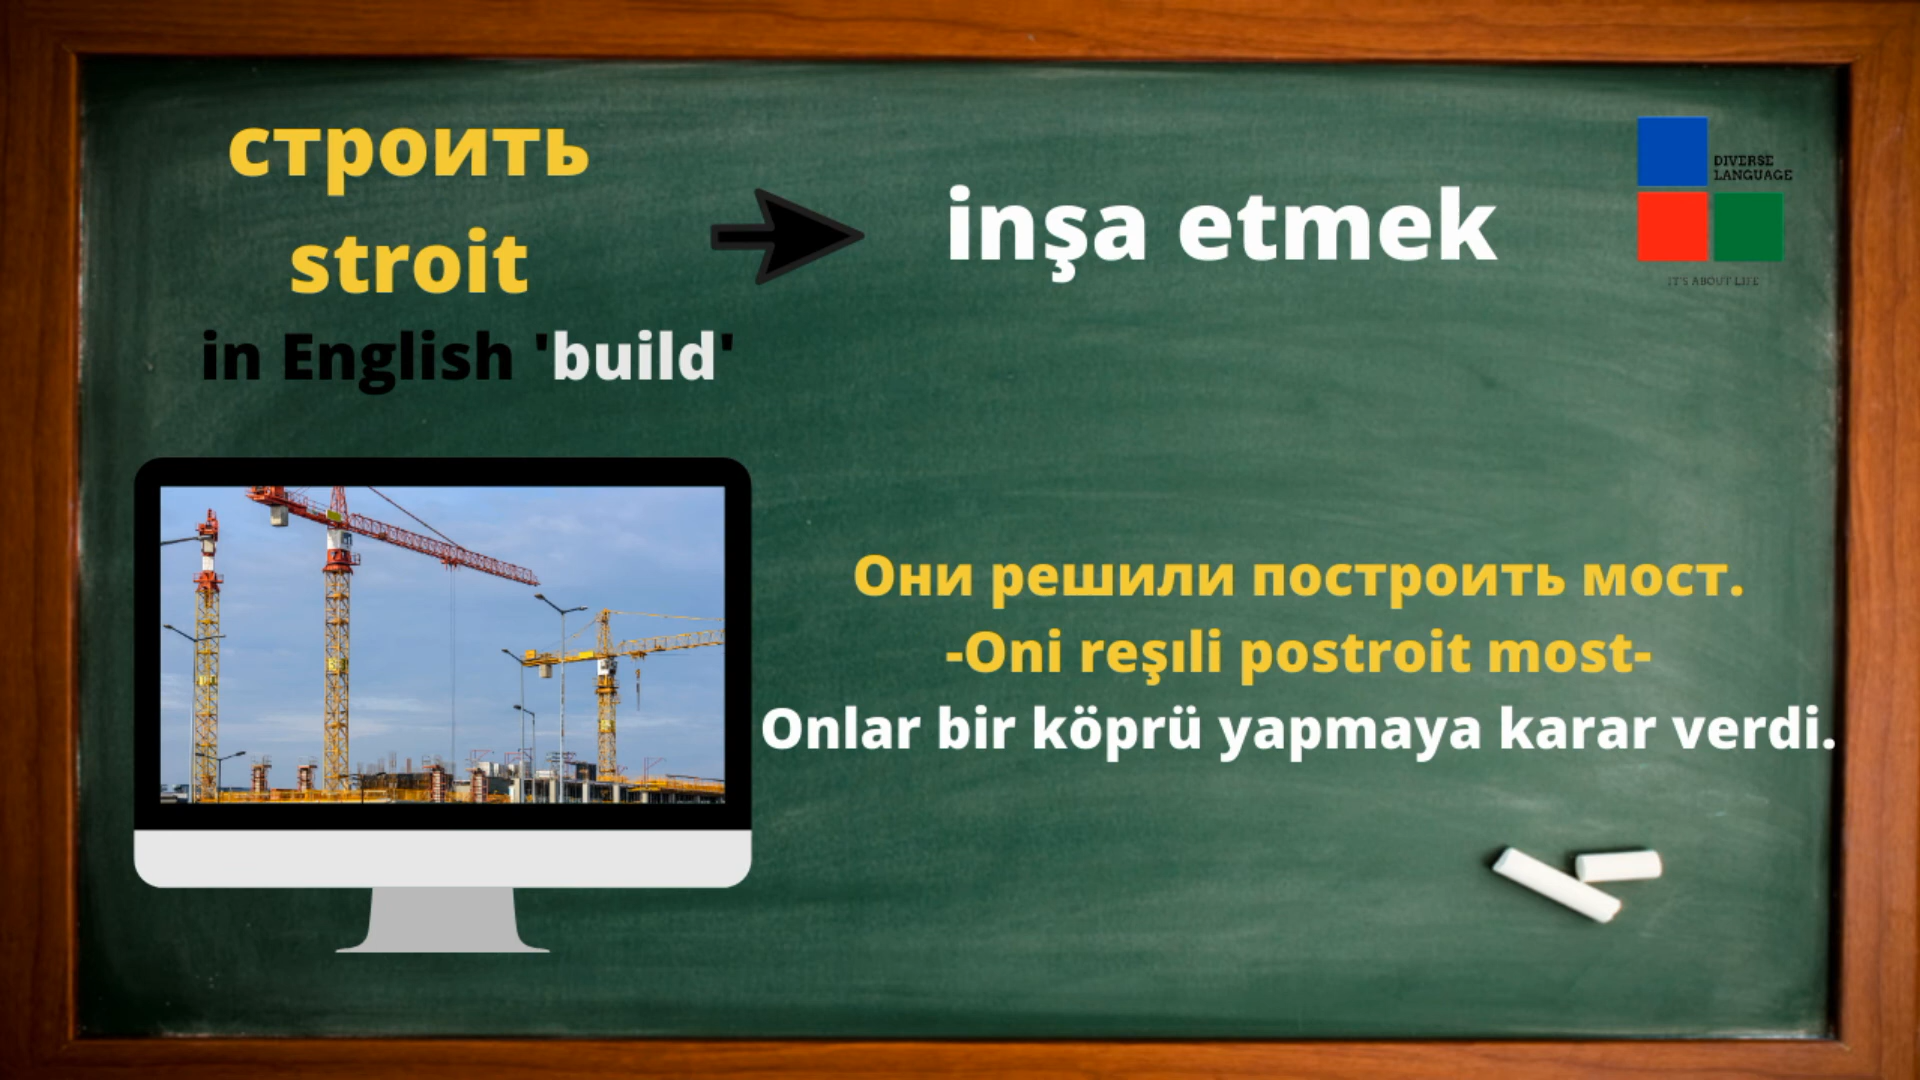 строить
stroit
in English 'build'
inşa etmek
DIVERSE
LANGUAGE
IT'S ABOUT LIFE
Они решили построить мост.
-Oni reşıli postroit most-
Onlar bir köprü yapmaya karar verdi.